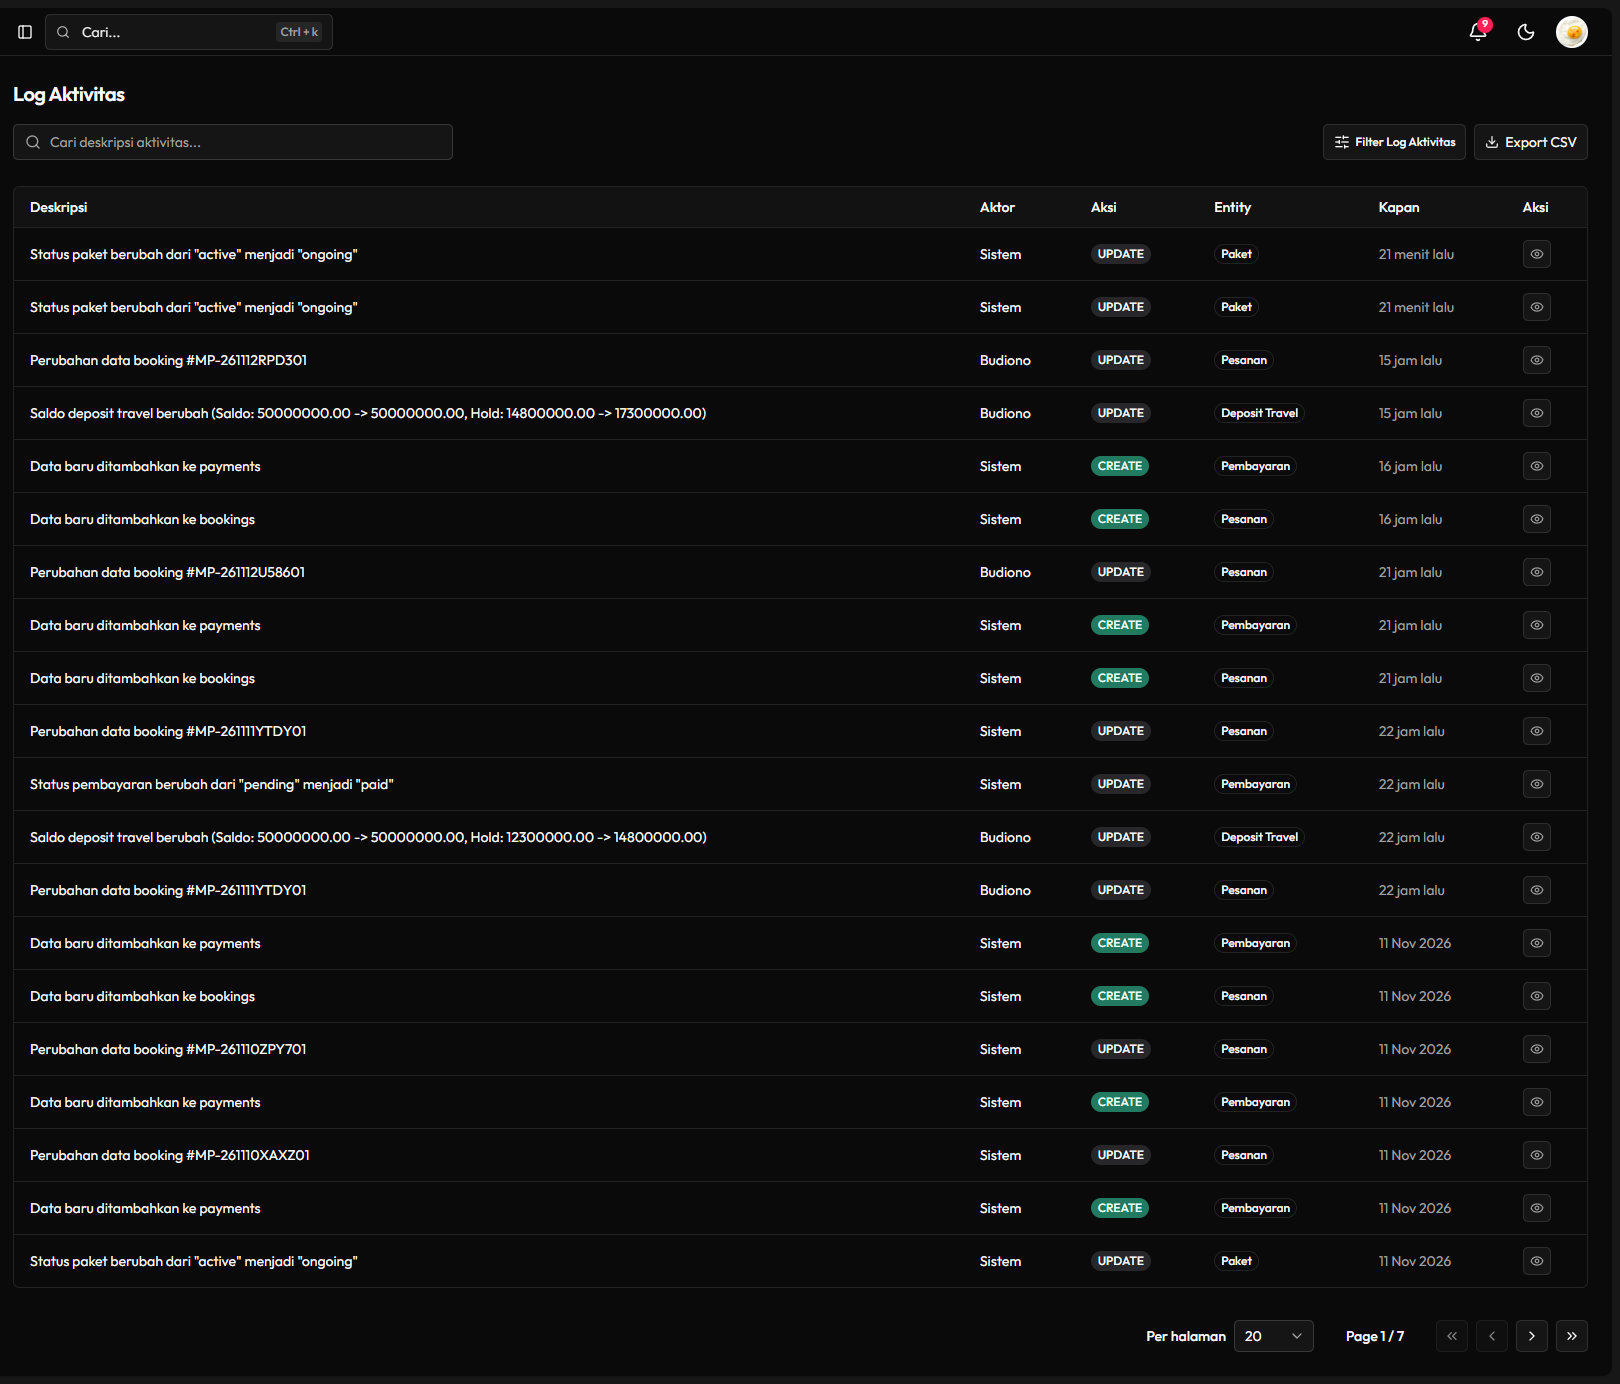 Cari...
Ctrl + k
9
Log Aktivitas
Cari deskripsi aktivitas...
Filter Log Aktivitas
Export CSV
Deskripsi Aktor Aksi Entity Kapan Aksi
Status paket berubah dari "active" menjadi "ongoing" Sistem UPDATE Paket 21 menit lalu
Status paket berubah dari "active" menjadi "ongoing" Sistem UPDATE Paket 21 menit lalu
Perubahan data booking #MP-261112RPD301 Budiono UPDATE Pesanan 15 jam lalu
Saldo deposit travel berubah (Saldo: 50000000.00 -> 50000000.00, Hold: 14800000.00 -> 17300000.00) Budiono UPDATE Deposit Travel 15 jam lalu
Data baru ditambahkan ke payments Sistem CREATE Pembayaran 16 jam lalu
Data baru ditambahkan ke bookings Sistem CREATE Pesanan 16 jam lalu
Perubahan data booking #MP-261112U58601 Budiono UPDATE Pesanan 21 jam lalu
Data baru ditambahkan ke payments Sistem CREATE Pembayaran 21 jam lalu
Data baru ditambahkan ke bookings Sistem CREATE Pesanan 21 jam lalu
Perubahan data booking #MP-261111YTDY01 Sistem UPDATE Pesanan 22 jam lalu
Status pembayaran berubah dari "pending" menjadi "paid" Sistem UPDATE Pembayaran 22 jam lalu
Saldo deposit travel berubah (Saldo: 50000000.00 -> 50000000.00, Hold: 12300000.00 -> 14800000.00) Budiono UPDATE Deposit Travel 22 jam lalu
Perubahan data booking #MP-261111YTDY01 Budiono UPDATE Pesanan 22 jam lalu
Data baru ditambahkan ke payments Sistem CREATE Pembayaran 11 Nov 2026
Data baru ditambahkan ke bookings Sistem CREATE Pesanan 11 Nov 2026
Perubahan data booking #MP-261110ZPY701 Sistem UPDATE Pesanan 11 Nov 2026
Data baru ditambahkan ke payments Sistem CREATE Pembayaran 11 Nov 2026
Perubahan data booking #MP-261110XAXZ01 Sistem UPDATE Pesanan 11 Nov 2026
Data baru ditambahkan ke payments Sistem CREATE Pembayaran 11 Nov 2026
Status paket berubah dari "active" menjadi "ongoing" Sistem UPDATE Paket 11 Nov 2026
Per halaman 20 Page 1 / 7